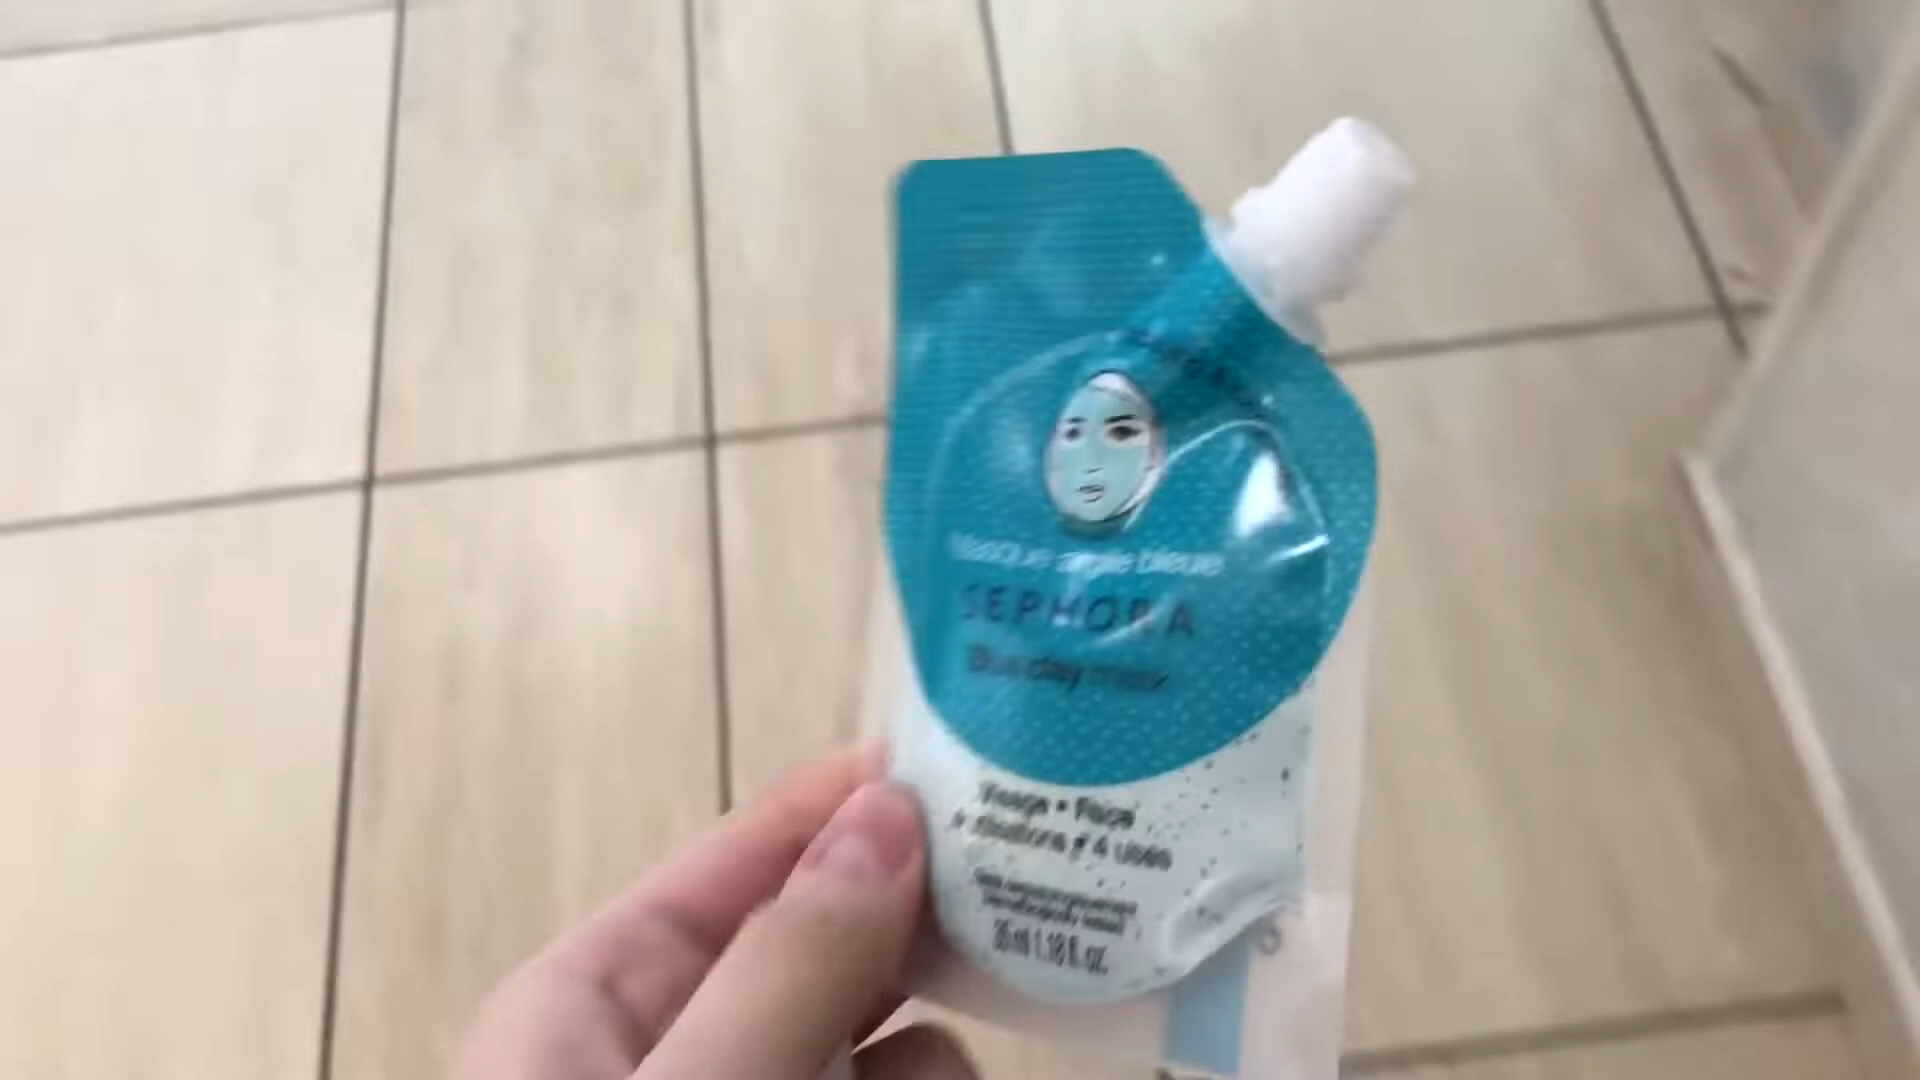 Masque argile bleue
SEPHORA
Blue clay mask
Visage • Face
4 utilisations • 4 uses
35 ml 1.18 fl. oz.